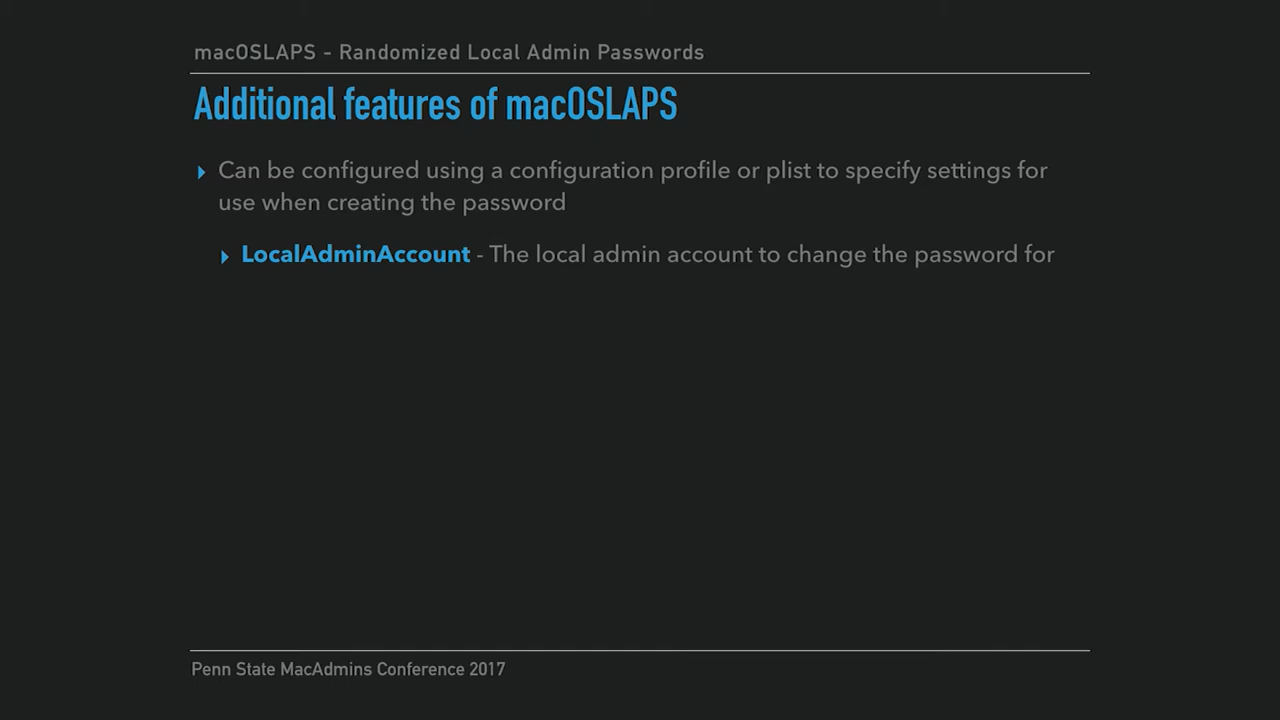 macOSLAPS - Randomized Local Admin Passwords
Additional features of macOSLAPS
Can be configured using a configuration profile or plist to specify settings for
use when creating the password
LocalAdminAccount - The local admin account to change the password for
Penn State MacAdmins Conference 2017